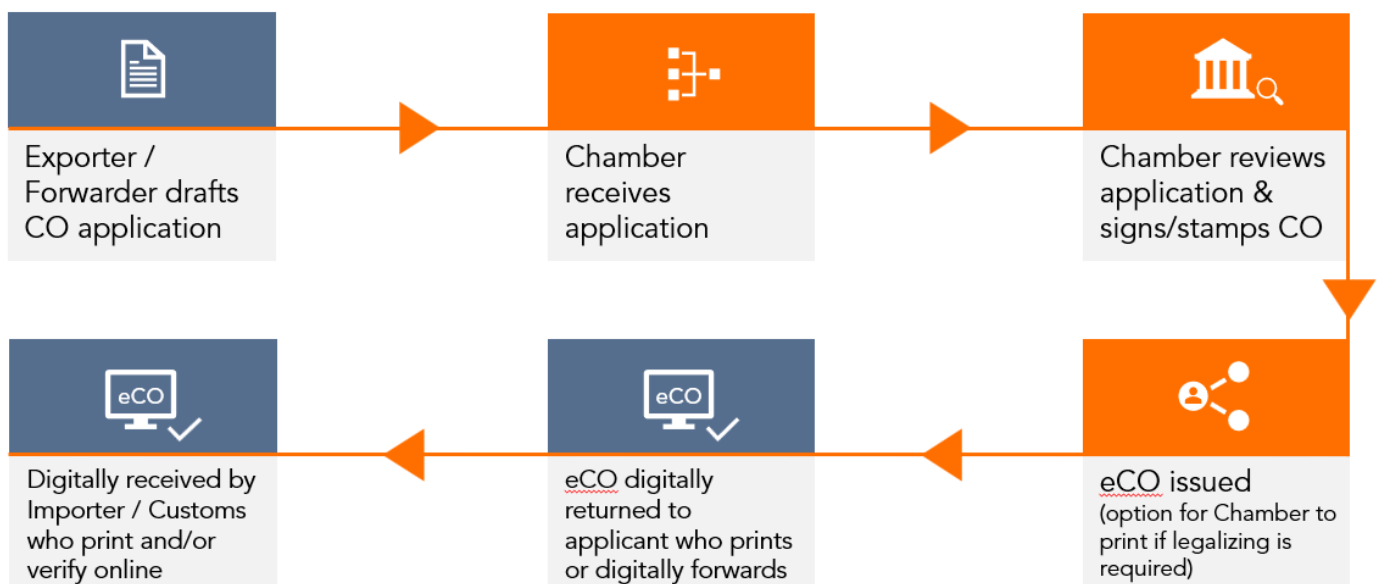 Exporter /
Forwarder drafts
CO application
Chamber
receives
application
Chamber reviews
application &
signs/stamps CO
eCO issued
(option for Chamber to
print if legalizing is
required)
eCO
eCO digitally
returned to
applicant who prints
or digitally forwards
eCO
Digitally received by
Importer / Customs
who print and/or
verify online